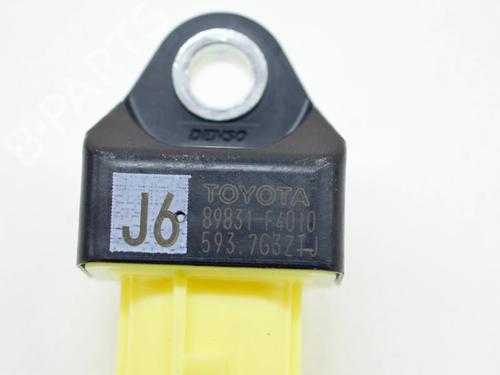 B-PARTS
DENSO
J6
TOYOTA
89831-F4010
593.7G3ZTJ